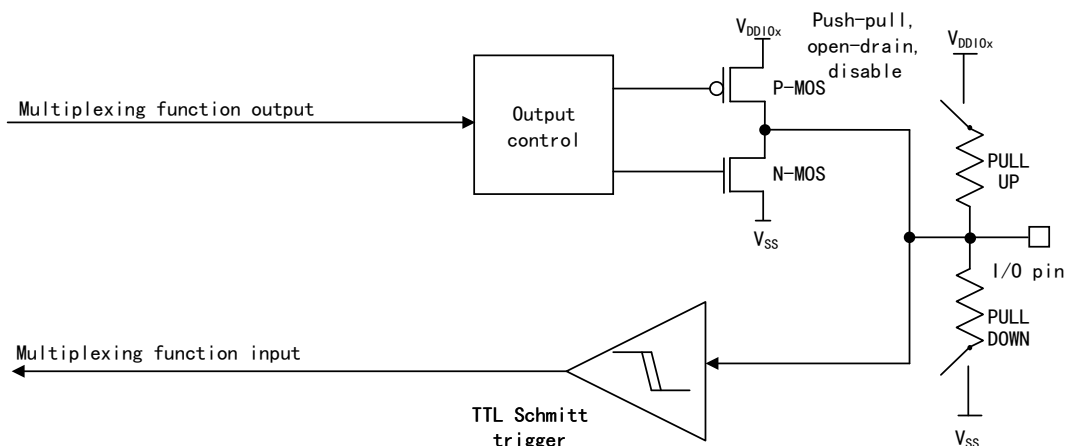 V_DDIOx
Push-pull,
open-drain,
disable
V_DDIOx
P-MOS
Multiplexing function output
Output
control
N-MOS
PULL
UP
V_SS
I/O pin
PULL
DOWN
Multiplexing function input
TTL Schmitt
trigger
V_SS